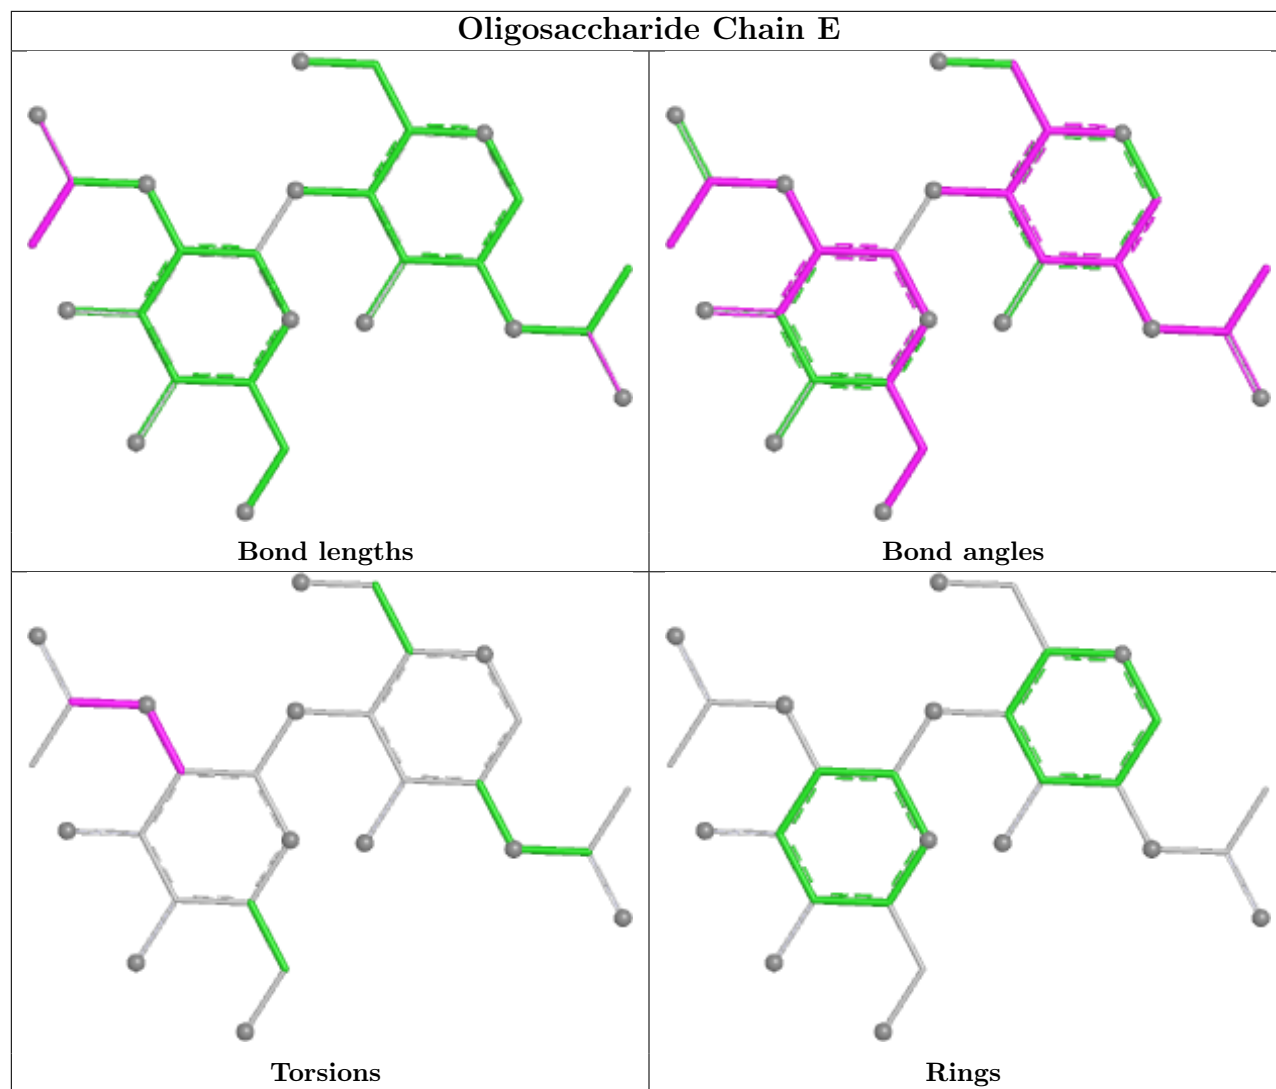 Oligosaccharide Chain E
Bond lengths
Bond angles
Torsions
Rings